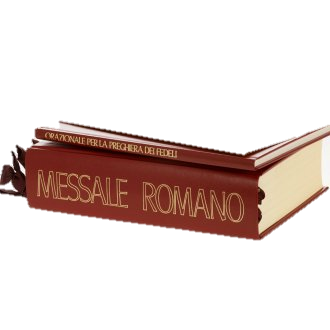 ORAZIONALE PER LA PREGHIERA DEI FEDELI
MESSALE ROMANO